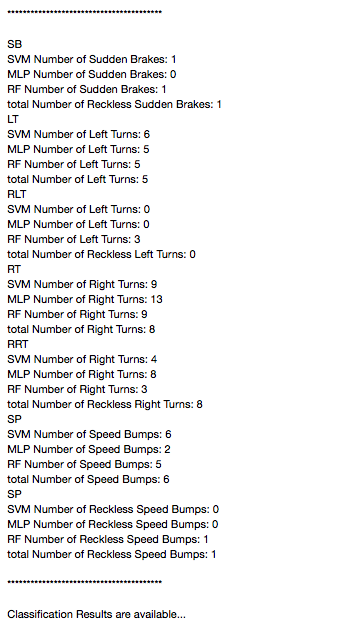 ****************************************
SB
SVM Number of Sudden Brakes: 1
MLP Number of Sudden Brakes: 0
RF Number of Sudden Brakes: 1
total Number of Reckless Sudden Brakes: 1
LT
SVM Number of Left Turns: 6
MLP Number of Left Turns: 5
RF Number of Left Turns: 5
total Number of Left Turns: 5
RLT
SVM Number of Left Turns: 0
MLP Number of Left Turns: 0
RF Number of Left Turns: 3
total Number of Reckless Left Turns: 0
RT
SVM Number of Right Turns: 9
MLP Number of Right Turns: 13
RF Number of Right Turns: 9
total Number of Right Turns: 8
RRT
SVM Number of Right Turns: 4
MLP Number of Right Turns: 8
RF Number of Right Turns: 3
total Number of Reckless Right Turns: 8
SP
SVM Number of Speed Bumps: 6
MLP Number of Speed Bumps: 2
RF Number of Speed Bumps: 5
total Number of Speed Bumps: 6
SP
SVM Number of Reckless Speed Bumps: 0
MLP Number of Reckless Speed Bumps: 0
RF Number of Reckless Speed Bumps: 1
total Number of Reckless Speed Bumps: 1
****************************************
Classification Results are available...